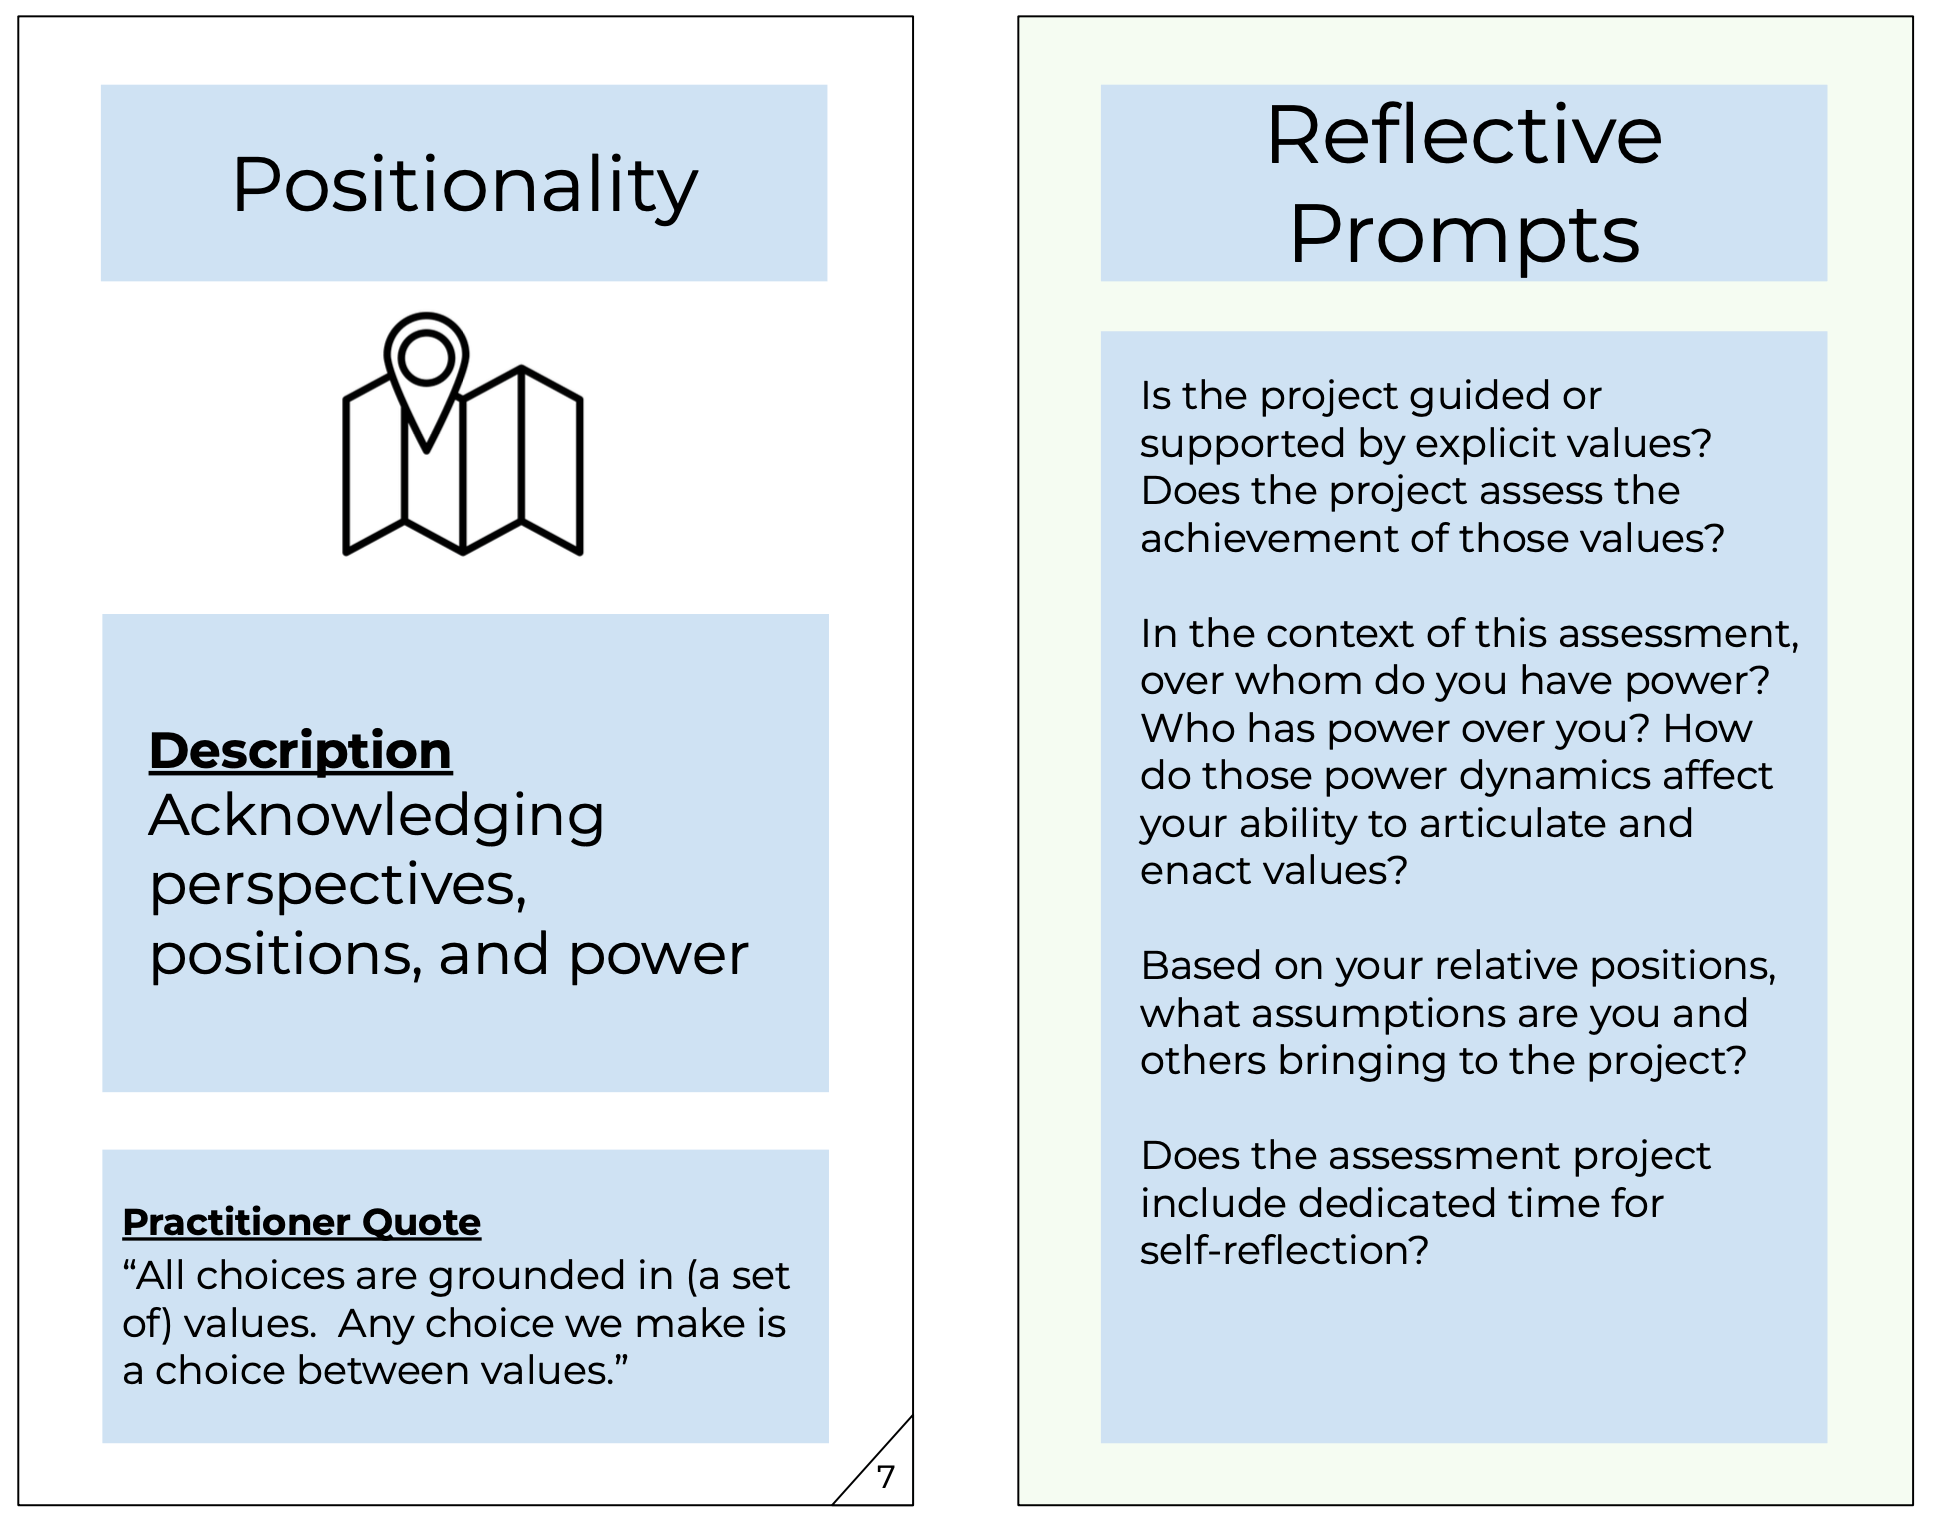 Positionality
Description
Acknowledging
perspectives,
positions, and power
Practitioner Quote
“All choices are grounded in (a set
of) values.  Any choice we make is
a choice between values.”
7
Reflective
Prompts
Is the project guided or
supported by explicit values?
Does the project assess the
achievement of those values?
In the context of this assessment,
over whom do you have power?
Who has power over you? How
do those power dynamics affect
your ability to articulate and
enact values?
Based on your relative positions,
what assumptions are you and
others bringing to the project?
Does the assessment project
include dedicated time for
self-reflection?